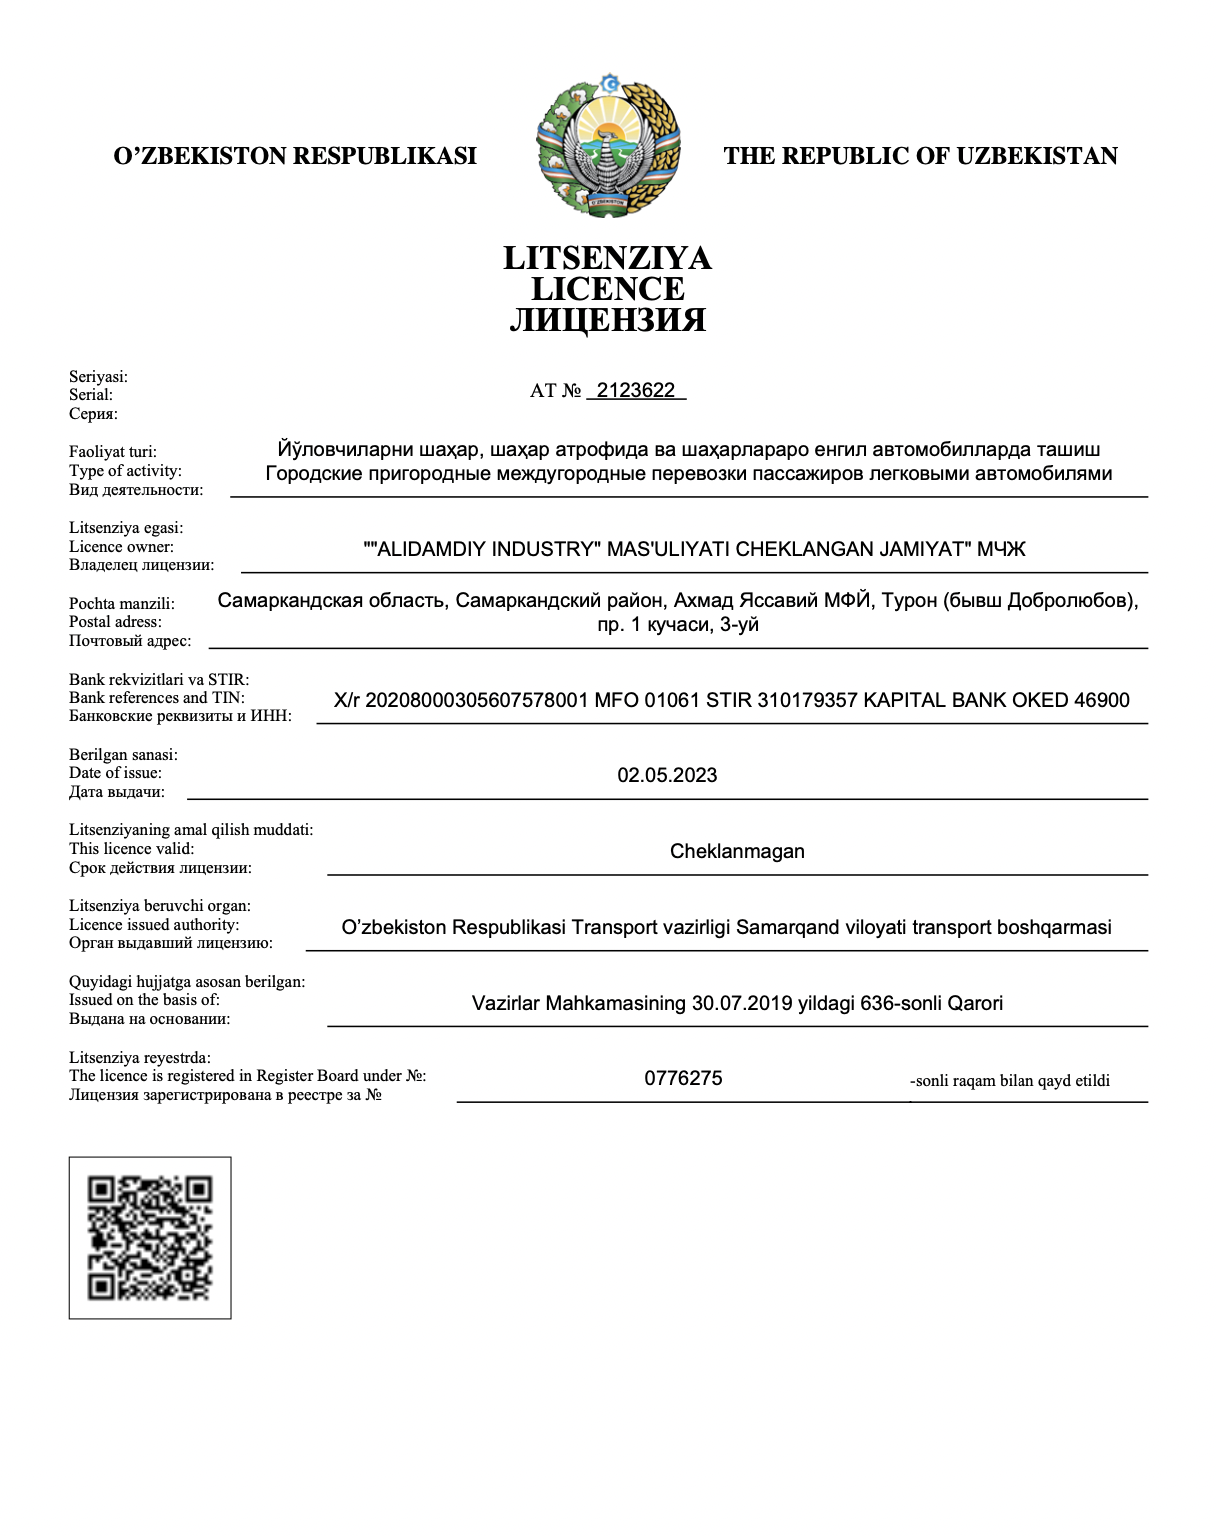 O’ZBEKISTON RESPUBLIKASI
THE REPUBLIC OF UZBEKISTAN
O'ZBEKISTON
LITSENZIYA
LICENCE
ЛИЦЕНЗИЯ
Seriyasi:
Serial:
Серия:
АТ № 2123622
Faoliyat turi:
Type of activity:
Вид деятельности:
Йўловчиларни шаҳар, шаҳар атрофида ва шаҳарлараро енгил автомобилларда ташиш
Городские пригородные междугородные перевозки пассажиров легковыми автомобилями
Litsenziya egasi:
Licence owner:
Владелец лицензии:
""ALIDAMDIY INDUSTRY" MAS'ULIYATI CHEKLANGAN JAMIYAT" МЧЖ
Pochta manzili:
Postal adress:
Почтовый адрес:
Самаркандская область, Самаркандский район, Ахмад Яссавий МФЙ, Турон (бывш Добролюбов),
пр. 1 кучаси, 3-уй
Bank rekvizitlari va STIR:
Bank references and TIN:
Банковские реквизиты и ИНН:
X/r 20208000305607578001 MFO 01061 STIR 310179357 KAPITAL BANK OKED 46900
Berilgan sanasi:
Date of issue:
Дата выдачи:
02.05.2023
Litsenziyaning amal qilish muddati:
This licence valid:
Срок действия лицензии:
Cheklanmagan
Litsenziya beruvchi organ:
Licence issued authority:
Орган выдавший лицензию:
O’zbekiston Respublikasi Transport vazirligi Samarqand viloyati transport boshqarmasi
Quyidagi hujjatga asosan berilgan:
Issued on the basis of:
Выдана на основании:
Vazirlar Mahkamasining 30.07.2019 yildagi 636-sonli Qarori
Litsenziya reyestrda:
The licence is registered in Register Board under №:
Лицензия зарегистрирована в реестре за №
0776275
-sonli raqam bilan qayd etildi